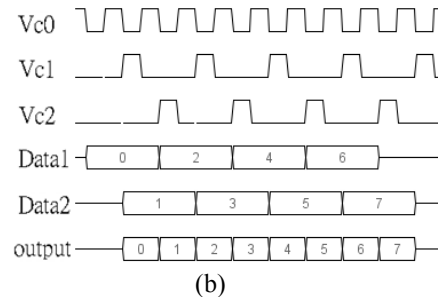 Vc0
Vc1
Vc2
Data1 0 2 4 6
Data2 1 3 5 7
output 0 1 2 3 4 5 6 7
(b)